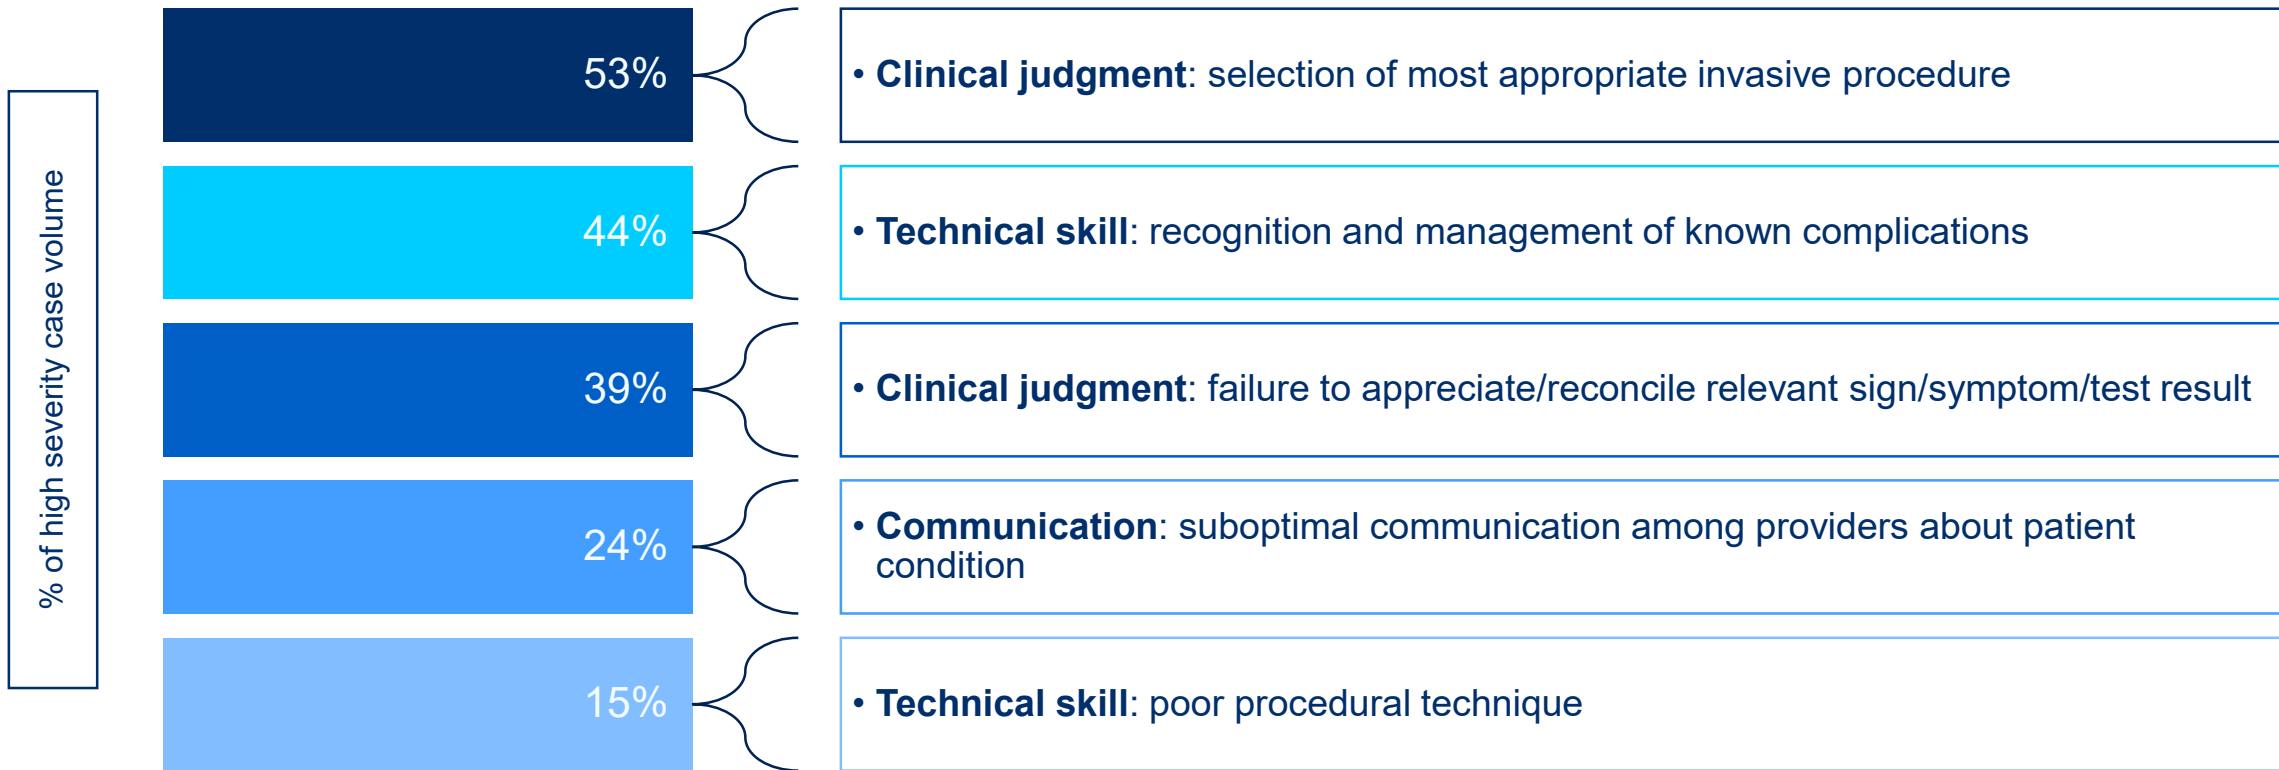 % of high severity case volume
53%
• Clinical judgment: selection of most appropriate invasive procedure
44%
• Technical skill: recognition and management of known complications
39%
• Clinical judgment: failure to appreciate/reconcile relevant sign/symptom/test result
24%
• Communication: suboptimal communication among providers about patient
condition
15%
• Technical skill: poor procedural technique